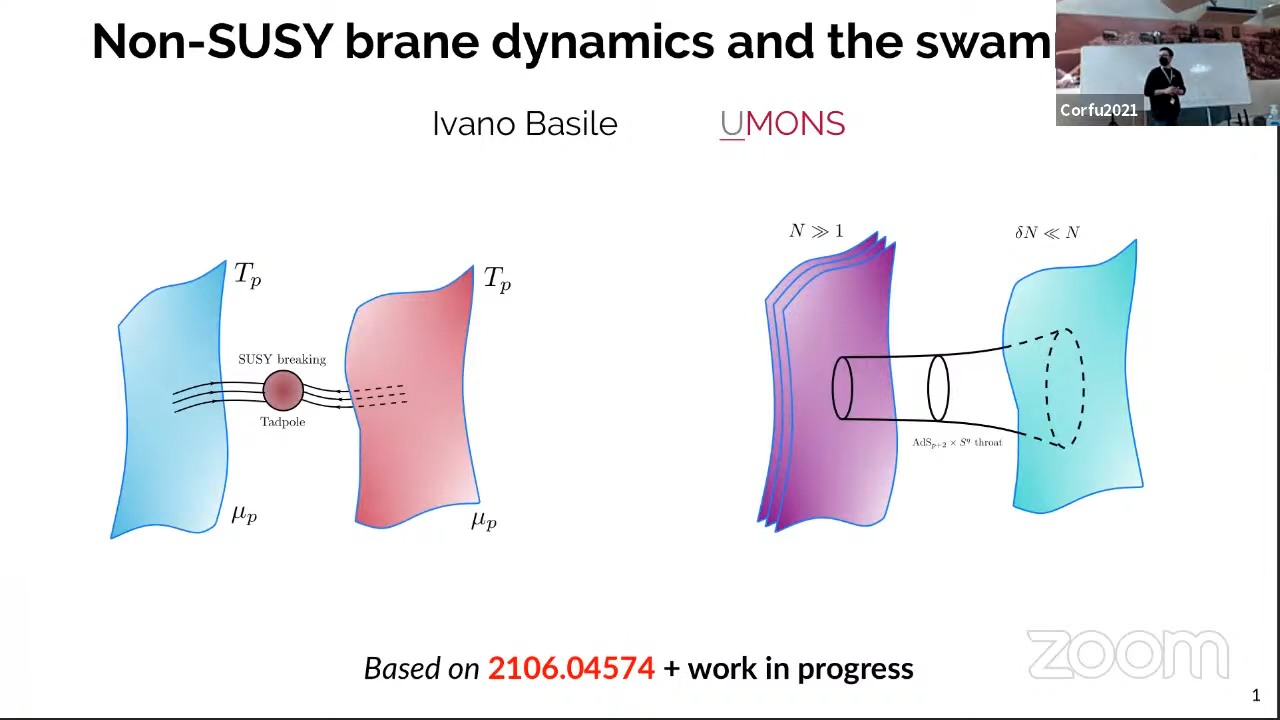 Non-SUSY brane dynamics and the swam
Corfu2021
Ivano Basile UMONS
N ≫ 1
δN ≪ N
T_p
T_p
SUSY breaking
Tadpole
AdS_{p+2} × S^q throat
μ_p
μ_p
zoom
Based on 2106.04574 + work in progress
1